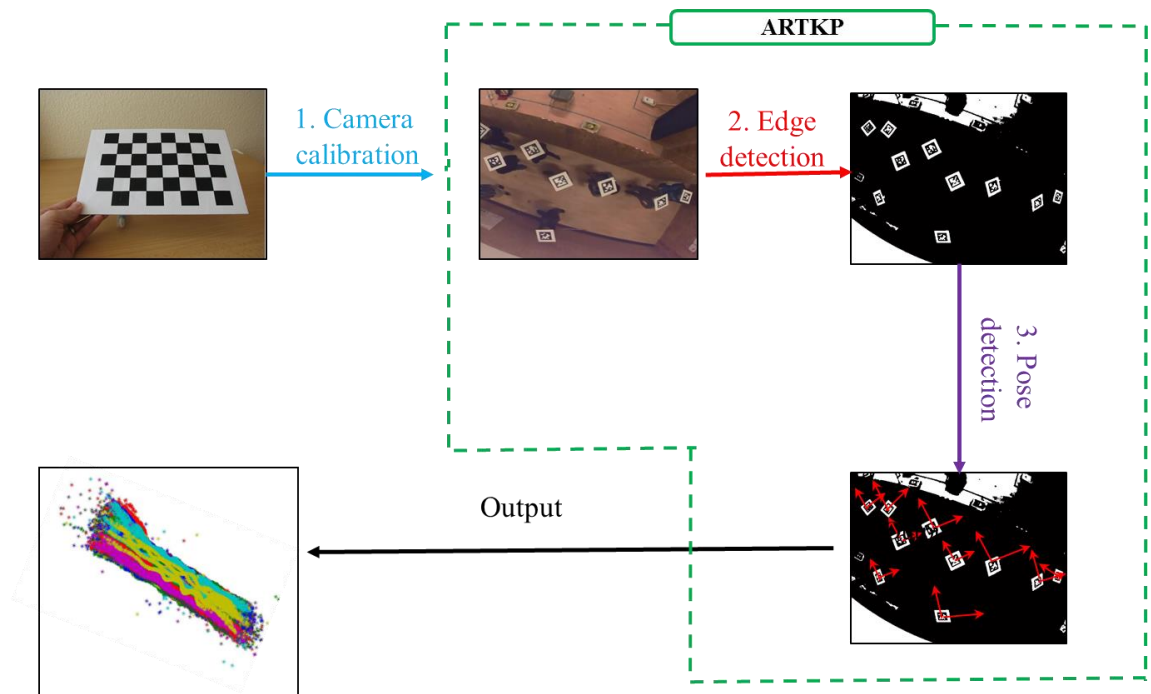 ARTKP
1. Camera
calibration
2. Edge
detection
3. Pose
detection
Output